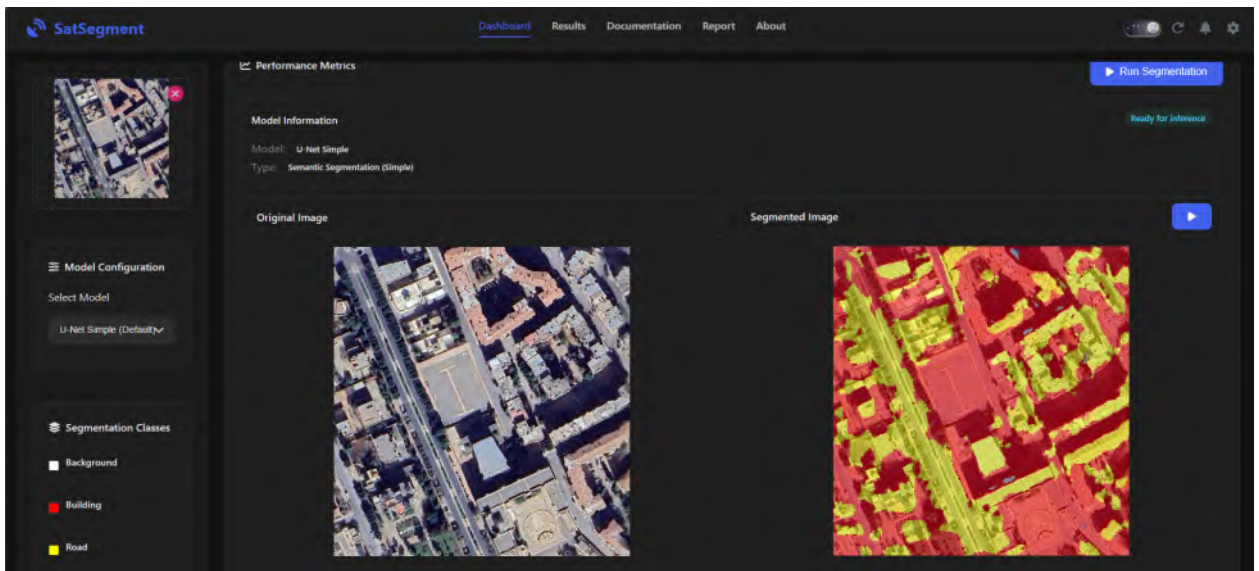 SatSegment
Dashboard Results Documentation Report About
Performance Metrics
Run Segmentation
Model Information
Ready for inference
Model: U-Net Simple
Type: Semantic Segmentation (Simple)
Original Image
Segmented Image
Model Configuration
Select Model
U-Net Simple (Default)
Segmentation Classes
Background
Building
Road